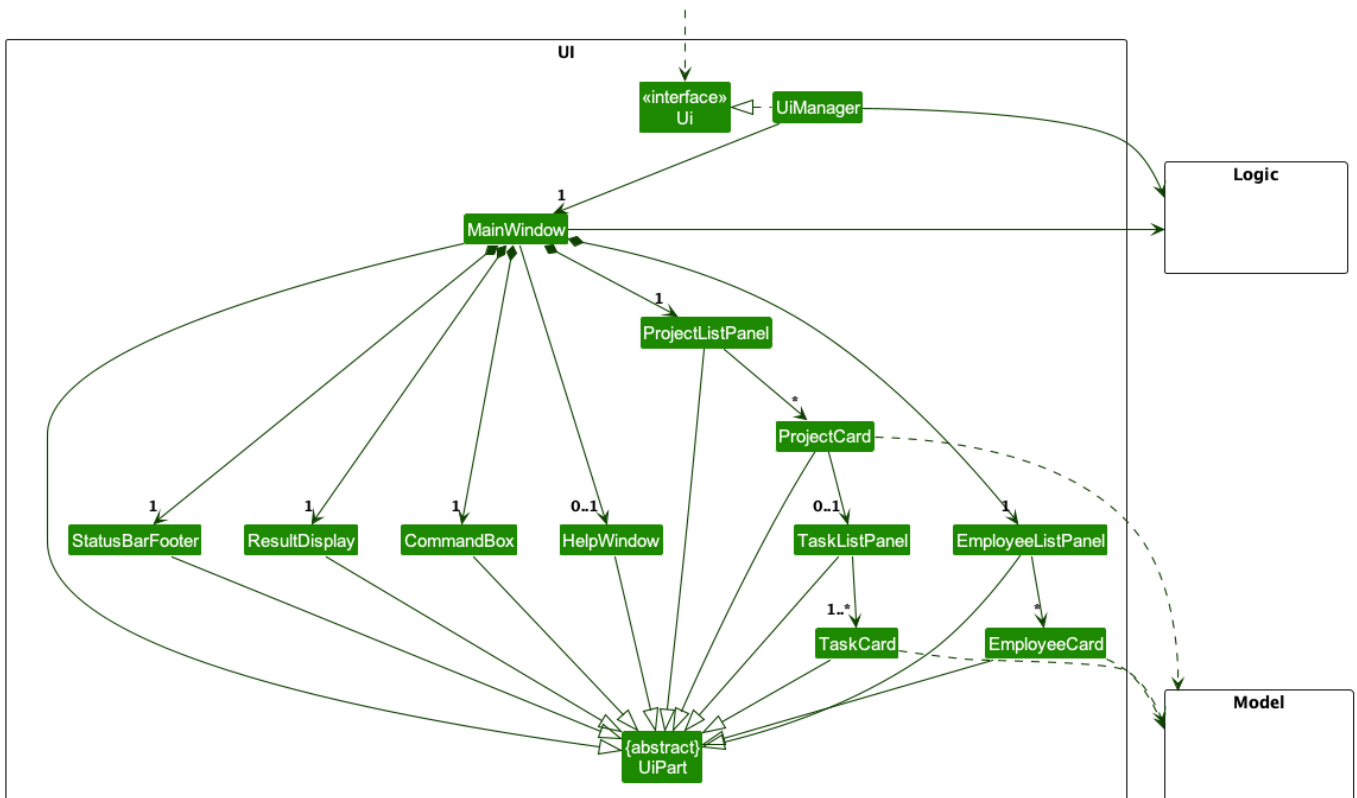 UI
«interface»
Ui
UiManager
Logic
1
MainWindow
1
ProjectListPanel
*
ProjectCard
1
1
1
0..1
0..1
1
StatusBarFooter
ResultDisplay
CommandBox
HelpWindow
TaskListPanel
EmployeeListPanel
1..*
*
TaskCard
EmployeeCard
Model
{abstract}
UiPart